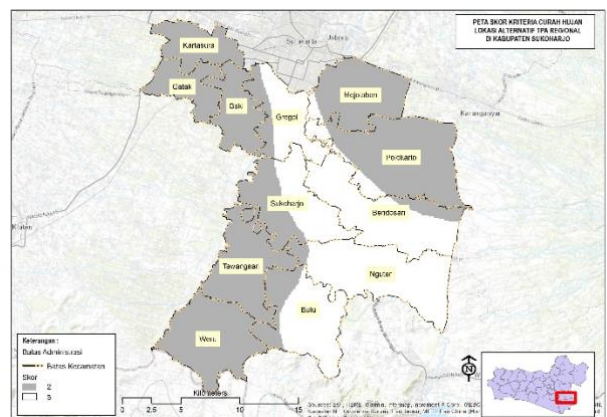 PETA SKOR KRITERIA CURAH HUJAN
LOKASI ALTERNATIF TPA REGIONAL
DI KABUPATEN SUKOHARJO
Kartasura
Gatak
Baki
Grogol
Mojolaban
Polokarto
Sukoharjo
Bendosari
Nguter
Tawangsari
Bulu
Weru
Karanganyar
Klaten
Keterangan :
Batas Administrasi
Batas Kecamatan
Skor
2
Kilometers
0 2.5 5 10 15
N